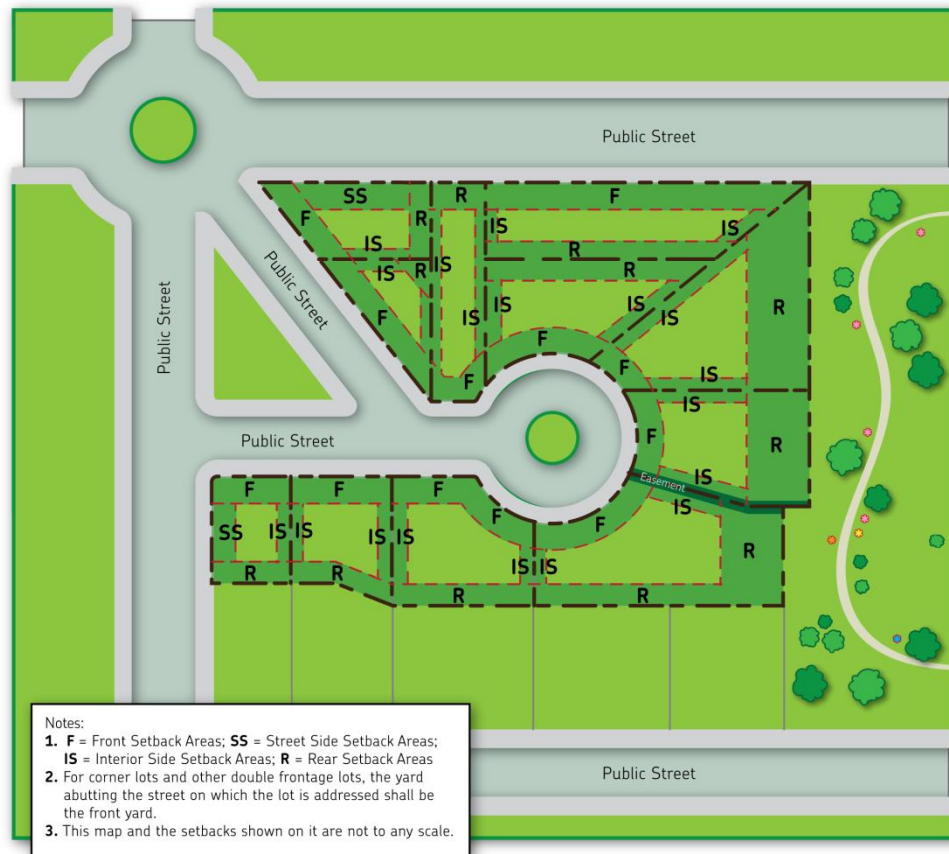 Public Street
SS
R
F
F
R
IS
IS
IS
IS
R
IS
R
R
IS
IS
IS
IS
IS
R
Public Street
Public Street
F
F
F
IS
F
IS
Public Street
F
R
IS
Easement
F
F
F
IS
F
SS
IS
IS
IS
IS
R
IS
IS
R
R
R
R
Notes:
1. F = Front Setback Areas; SS = Street Side Setback Areas;
IS = Interior Side Setback Areas; R = Rear Setback Areas
2. For corner lots and other double frontage lots, the yard
abutting the street on which the lot is addressed shall be
the front yard.
3. This map and the setbacks shown on it are not to any scale.
Public Street